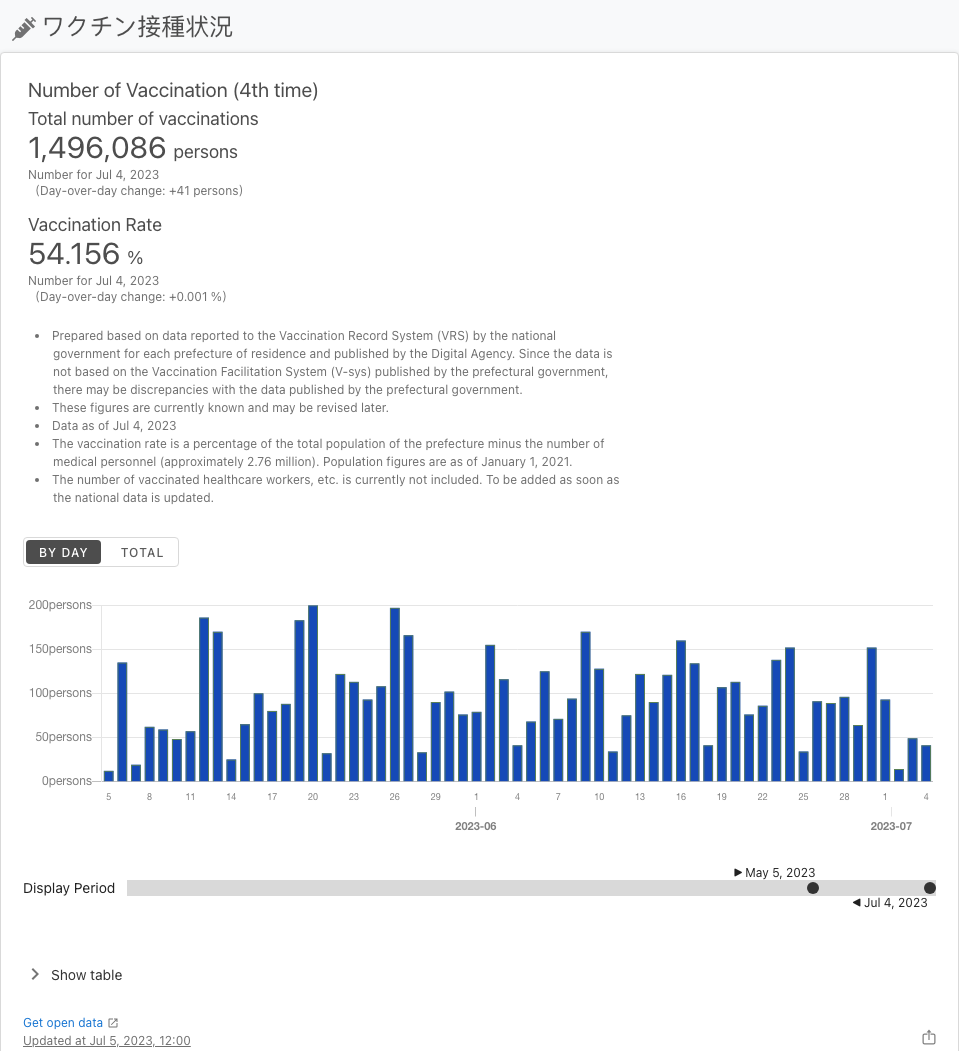 ワクチン接種状況
Number of Vaccination (4th time)
Total number of vaccinations
1,496,086 persons
Number for Jul 4, 2023
(Day-over-day change: +41 persons)
Vaccination Rate
54.156 %
Number for Jul 4, 2023
(Day-over-day change: +0.001 %)
• Prepared based on data reported to the Vaccination Record System (VRS) by the national
government for each prefecture of residence and published by the Digital Agency. Since the data is
not based on the Vaccination Facilitation System (V-sys) published by the prefectural government,
there may be discrepancies with the data published by the prefectural government.
• These figures are currently known and may be revised later.
• Data as of Jul 4, 2023
• The vaccination rate is a percentage of the total population of the prefecture minus the number of
medical personnel (approximately 2.76 million). Population figures are as of January 1, 2021.
• The number of vaccinated healthcare workers, etc. is currently not included. To be added as soon as
the national data is updated.
BY DAY TOTAL
200persons
150persons
100persons
50persons
0persons
5 8 11 14 17 20 23 26 29 1 4 7 10 13 16 19 22 25 28 1 4
2023-06 2023-07
May 5, 2023
Display Period
Jul 4, 2023
Show table
Get open data
Updated at Jul 5, 2023, 12:00